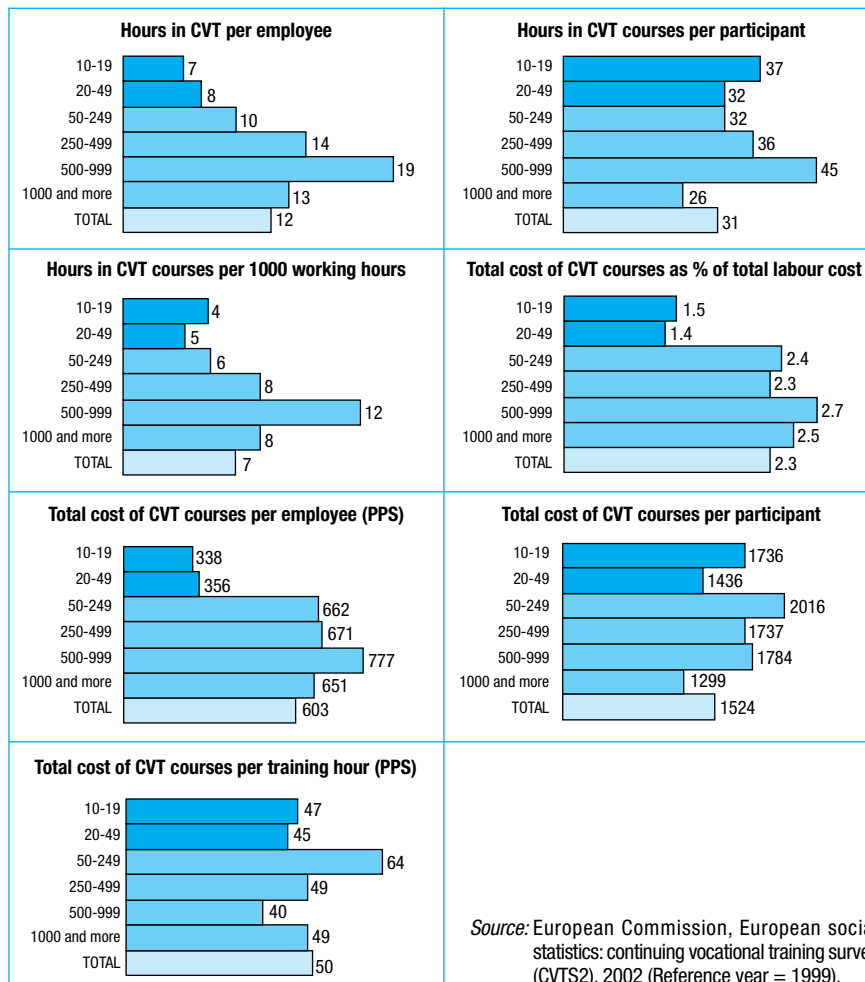 Hours in CVT per employee
10-19 7
20-49 8
50-249 10
250-499 14
500-999 19
1000 and more 13
TOTAL 12
Hours in CVT courses per participant
10-19 37
20-49 32
50-249 32
250-499 36
500-999 45
1000 and more 26
TOTAL 31
Hours in CVT courses per 1000 working hours
10-19 4
20-49 5
50-249 6
250-499 8
500-999 12
1000 and more 8
TOTAL 7
Total cost of CVT courses as % of total labour cost
10-19 1.5
20-49 1.4
50-249 2.4
250-499 2.3
500-999 2.7
1000 and more 2.5
TOTAL 2.3
Total cost of CVT courses per employee (PPS)
10-19 338
20-49 356
50-249 662
250-499 671
500-999 777
1000 and more 651
TOTAL 603
Total cost of CVT courses per participant
10-19 1736
20-49 1436
50-249 2016
250-499 1737
500-999 1784
1000 and more 1299
TOTAL 1524
Total cost of CVT courses per training hour (PPS)
10-19 47
20-49 45
50-249 64
250-499 49
500-999 40
1000 and more 49
TOTAL 50
Source: European Commission, European socia
statistics: continuing vocational training surve
(CVTS2), 2002 (Reference year = 1999).